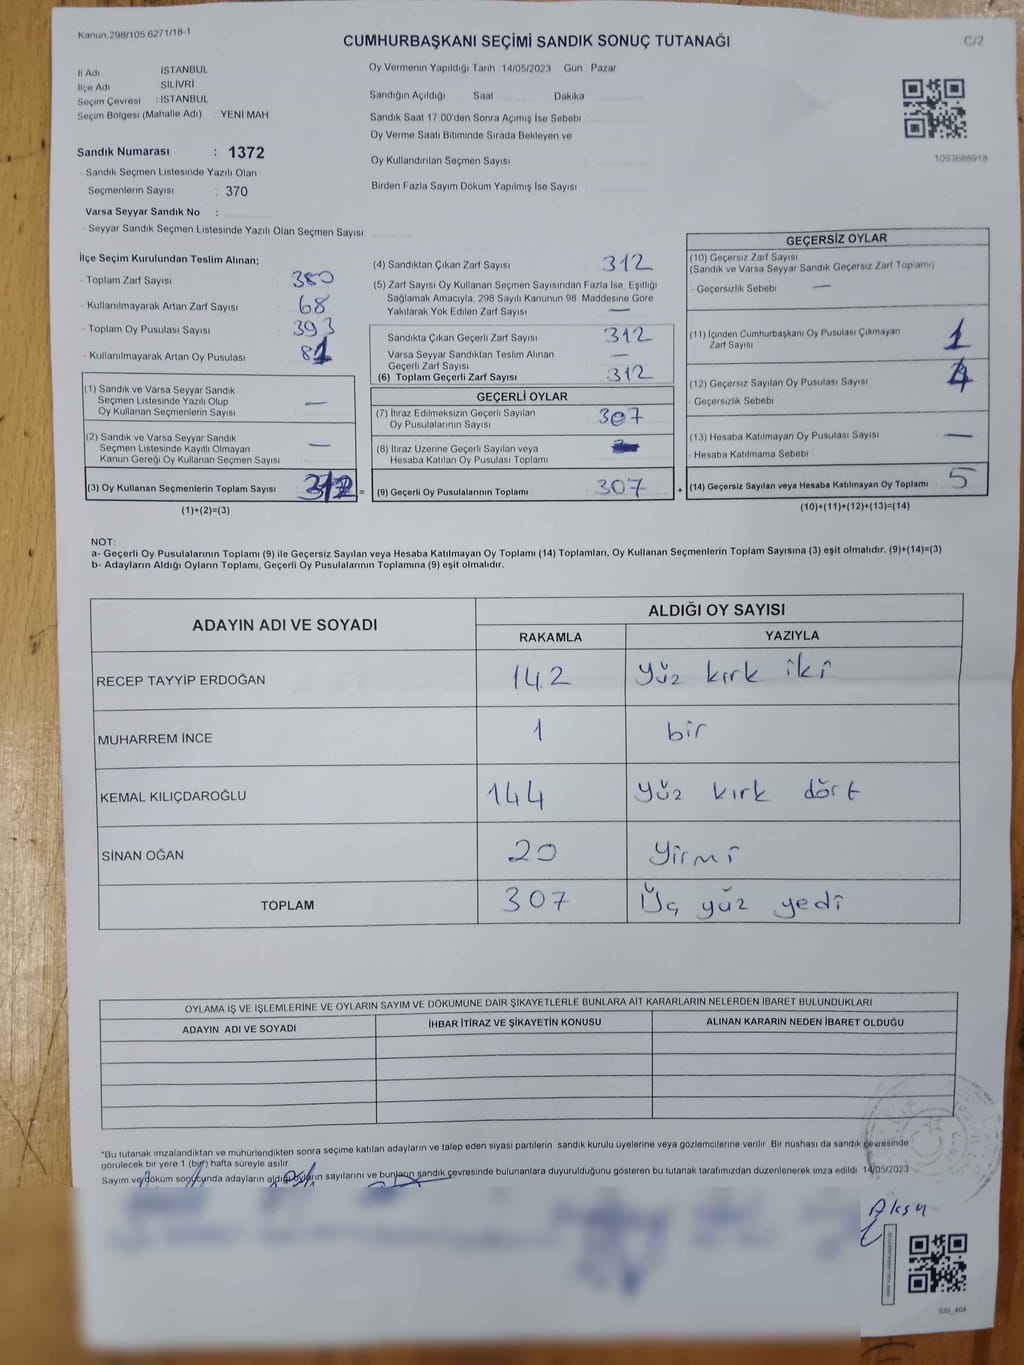 Kanun.298/105,6271/18-1
CUMHURBAŞKANI SEÇİMİ SANDIK SONUÇ TUTANAĞI
C/2
İl Adı İSTANBUL
İlçe Adı SİLİVRİ
Seçim Çevresi : İSTANBUL
Seçim Bölgesi (Mahalle Adı) : YENİ MAH
Sandık Numarası : 1372
- Sandık Seçmen Listesinde Yazılı Olan
Seçmenlerin Sayısı : 370
Varsa Seyyar Sandık No :
- Seyyar Sandık Seçmen Listesinde Yazılı Olan Seçmen Sayısı:
Oy Vermenin Yapıldığı Tarih : 14/05/2023 Gün : Pazar
Sandığın Açıldığı Saat Dakika
Sandık Saat 17 00'den Sonra Açımış İse Sebebi
Oy Verme Saati Bitiminde Sırada Bekleyen ve
Oy Kullandırılan Seçmen Sayısı
Birden Fazla Sayım Döküm Yapılmış İse Sayısı
1093688918
İlçe Seçim Kurulundan Teslim Alınan;
- Toplam Zarf Sayısı 380
- Kullanılmayarak Artan Zarf Sayısı 68
- Toplam Oy Pusulası Sayısı 393
- Kullanılmayarak Artan Oy Pusulası 81
(1) Sandık ve Varsa Seyyar Sandık
Seçmen Listesinde Yazılı Olup
Oy Kullanan Seçmenlerin Sayısı —
(2) Sandık ve Varsa Seyyar Sandık
Seçmen Listesinde Kayıtlı Olmayan
Kanun Gereği Oy Kullanan Seçmen Sayısı —
(3) Oy Kullanan Seçmenlerin Toplam Sayısı 312 =
(1)+(2)=(3)
(4) Sandıktan Çıkan Zarf Sayısı 312
(5) Zarf Sayısı Oy Kullanan Seçmen Sayısından Fazla İse, Eşitliği
Sağlamak Amacıyla, 298 Sayılı Kanunun 98. Maddesine Göre
Yakılarak Yok Edilen Zarf Sayısı —
Sandıkta Çıkan Geçerli Zarf Sayısı 312
Varsa Seyyar Sandıktan Teslim Alınan
Geçerli Zarf Sayısı —
(6) Toplam Geçerli Zarf Sayısı 312
GEÇERLİ OYLAR
(7) İtiraz Edilmeksizin Geçerli Sayılan
Oy Pusulalarının Sayısı 307
(8) İtiraz Üzerine Geçerli Sayılan veya
Hesaba Katılan Oy Pusulası Toplamı
(9) Geçerli Oy Pusulalarının Toplamı 307 +
GEÇERSİZ OYLAR
(10) Geçersiz Zarf Sayısı
(Sandık ve Varsa Seyyar Sandık Geçersiz Zarf Toplamı)
- Geçersizlik Sebebi —
(11) İçinden Cumhurbaşkanı Oy Pusulası Çıkmayan
Zarf Sayısı 1
(12) Geçersiz Sayılan Oy Pusulası Sayısı 4
- Geçersizlik Sebebi
(13) Hesaba Katılmayan Oy Pusulası Sayısı —
- Hesaba Katılmama Sebebi
(14) Geçersiz Sayılan veya Hesaba Katılmayan Oy Toplamı 5
(10)+(11)+(12)+(13)=(14)
NOT:
a- Geçerli Oy Pusulalarının Toplamı (9) ile Geçersiz Sayılan veya Hesaba Katılmayan Oy Toplamı (14) Toplamları, Oy Kullanan Seçmenlerin Toplam Sayısına (3) eşit olmalıdır. (9)+(14)=(3)
b- Adayların Aldığı Oyların Toplamı, Geçerli Oy Pusulalarının Toplamına (9) eşit olmalıdır.
ADAYIN ADI VE SOYADI ALDIĞI OY SAYISI
RAKAMLA YAZIYLA
RECEP TAYYİP ERDOĞAN 142 Yüz kırk iki
MUHARREM İNCE 1 bir
KEMAL KILIÇDAROĞLU 144 Yüz kırk dört
SİNAN OĞAN 20 Yirmi
TOPLAM 307 Üç yüz yedi
OYLAMA İŞ VE İŞLEMLERİNE VE OYLARIN SAYIM VE DÖKÜMÜNE DAİR ŞİKAYETLERLE BUNLARA AİT KARARLARIN NELERDEN İBARET BULUNDUKLARI
ADAYIN ADI VE SOYADI İHBAR İTİRAZ VE ŞİKAYETİN KONUSU ALINAN KARARIN NEDEN İBARET OLDUĞU
*Bu tutanak imzalandıktan ve mühürlendikten sonra seçime katılan adayların ve talep eden siyasi partilerin sandık kurulu üyelerine ve gözlemcilerine verilir. Bir nüshası da sandık çevresinde
görülecek bir yere 1 (bir) hafta süreyle asılır.
Sayım ve döküm sonucunda adayların aldığı oyların sayılarını ve bunların sandık çevresinde bulunanlara duyurulduğunu gösteren bu tutanak tarafımızdan düzenlenerek imza edildi. 14/05/2023
Aksu
SSI_404